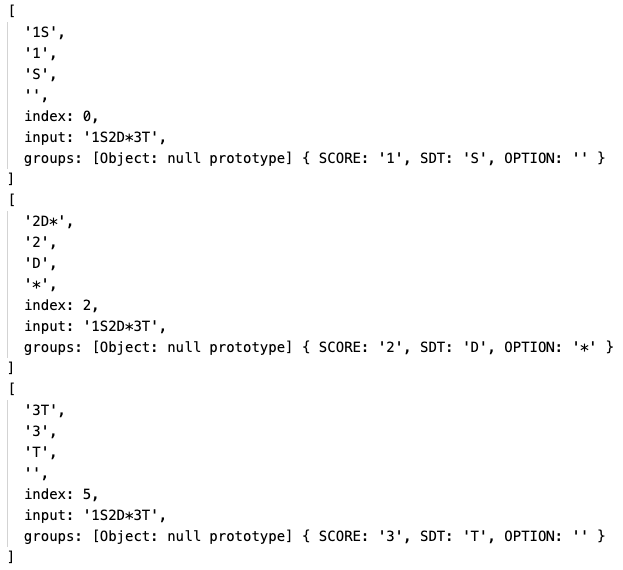 [
'1S',
'1',
'S',
'',
index: 0,
input: '1S2D*3T',
groups: [Object: null prototype] { SCORE: '1', SDT: 'S', OPTION: '' }
]
[
'2D*',
'2',
'D',
'*',
index: 2,
input: '1S2D*3T',
groups: [Object: null prototype] { SCORE: '2', SDT: 'D', OPTION: '*' }
]
[
'3T',
'3',
'T',
'',
index: 5,
input: '1S2D*3T',
groups: [Object: null prototype] { SCORE: '3', SDT: 'T', OPTION: '' }
]